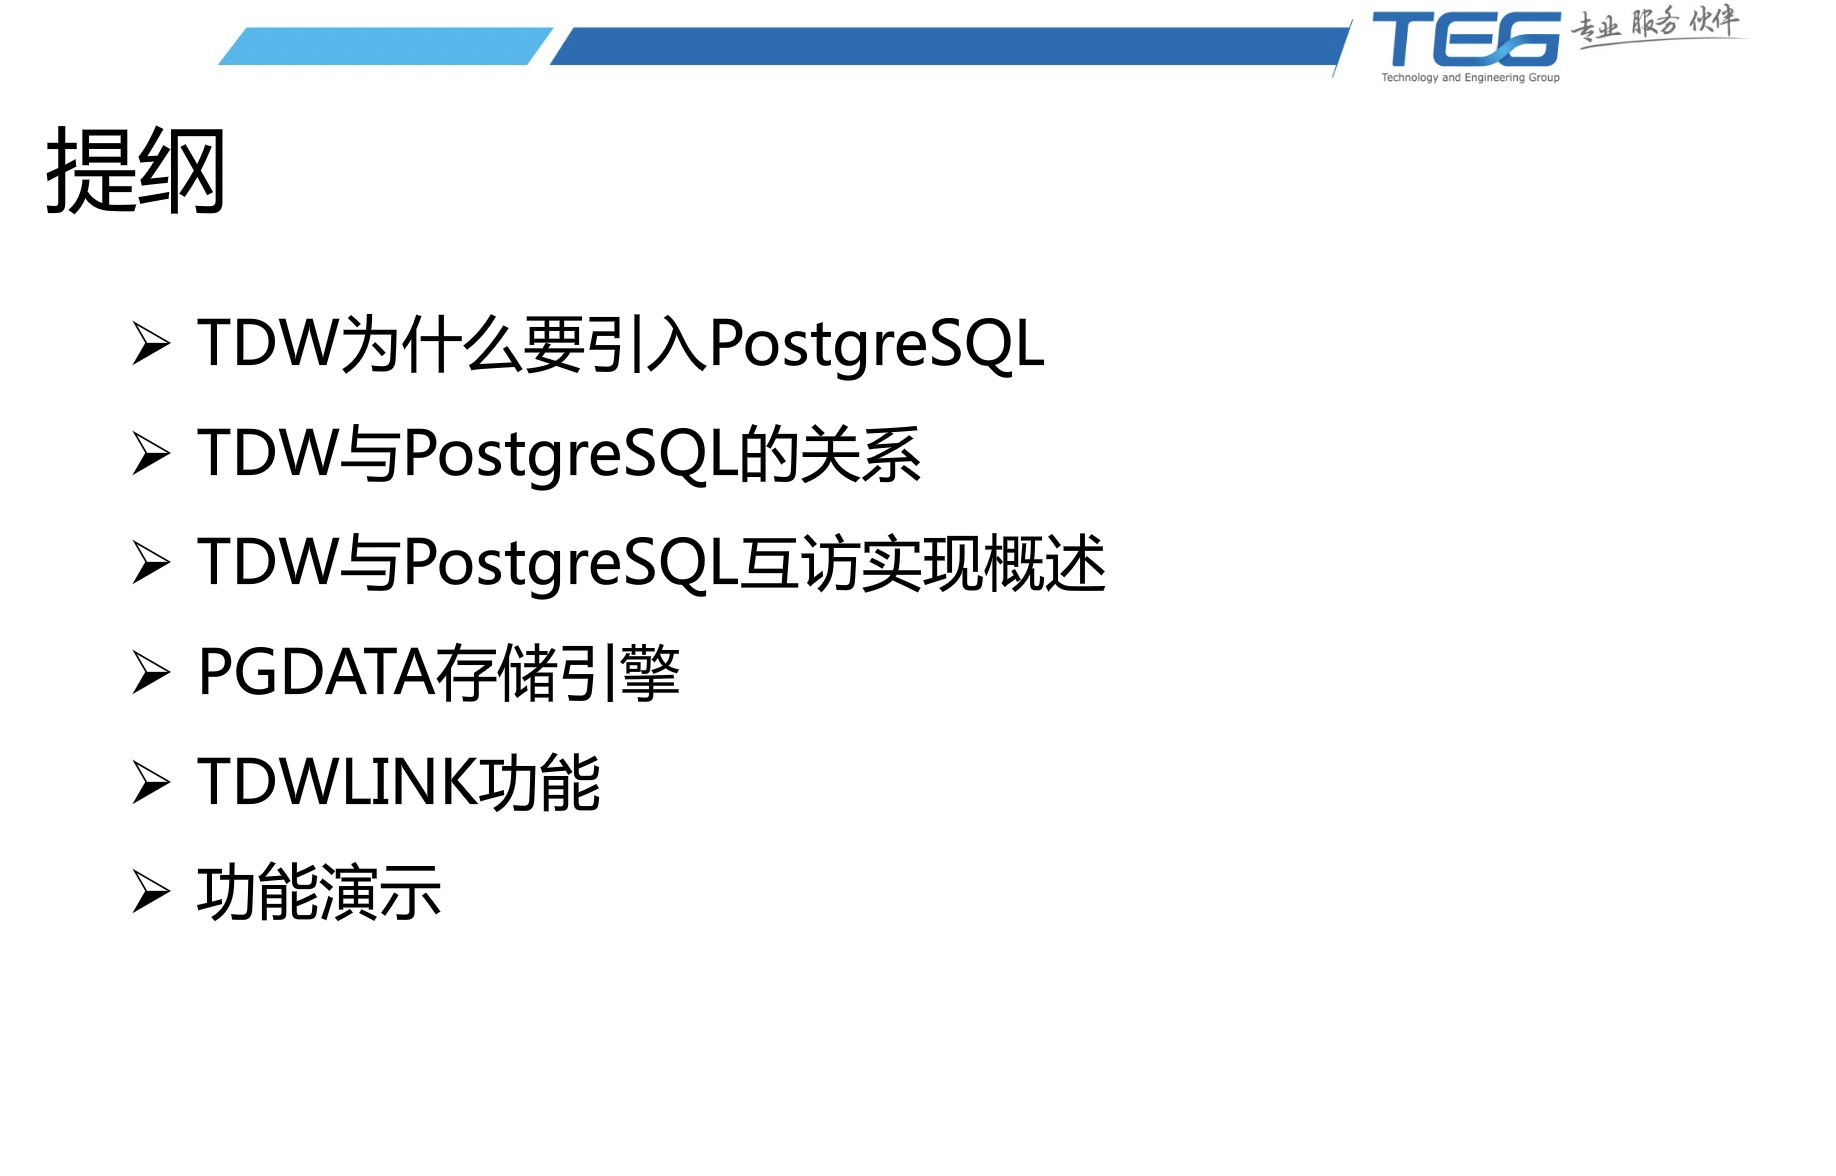 TEG 专业 服务 伙伴
Technology and Engineering Group
提纲
TDW为什么要引入PostgreSQL
TDW与PostgreSQL的关系
TDW与PostgreSQL互访实现概述
PGDATA存储引擎
TDWLINK功能
功能演示